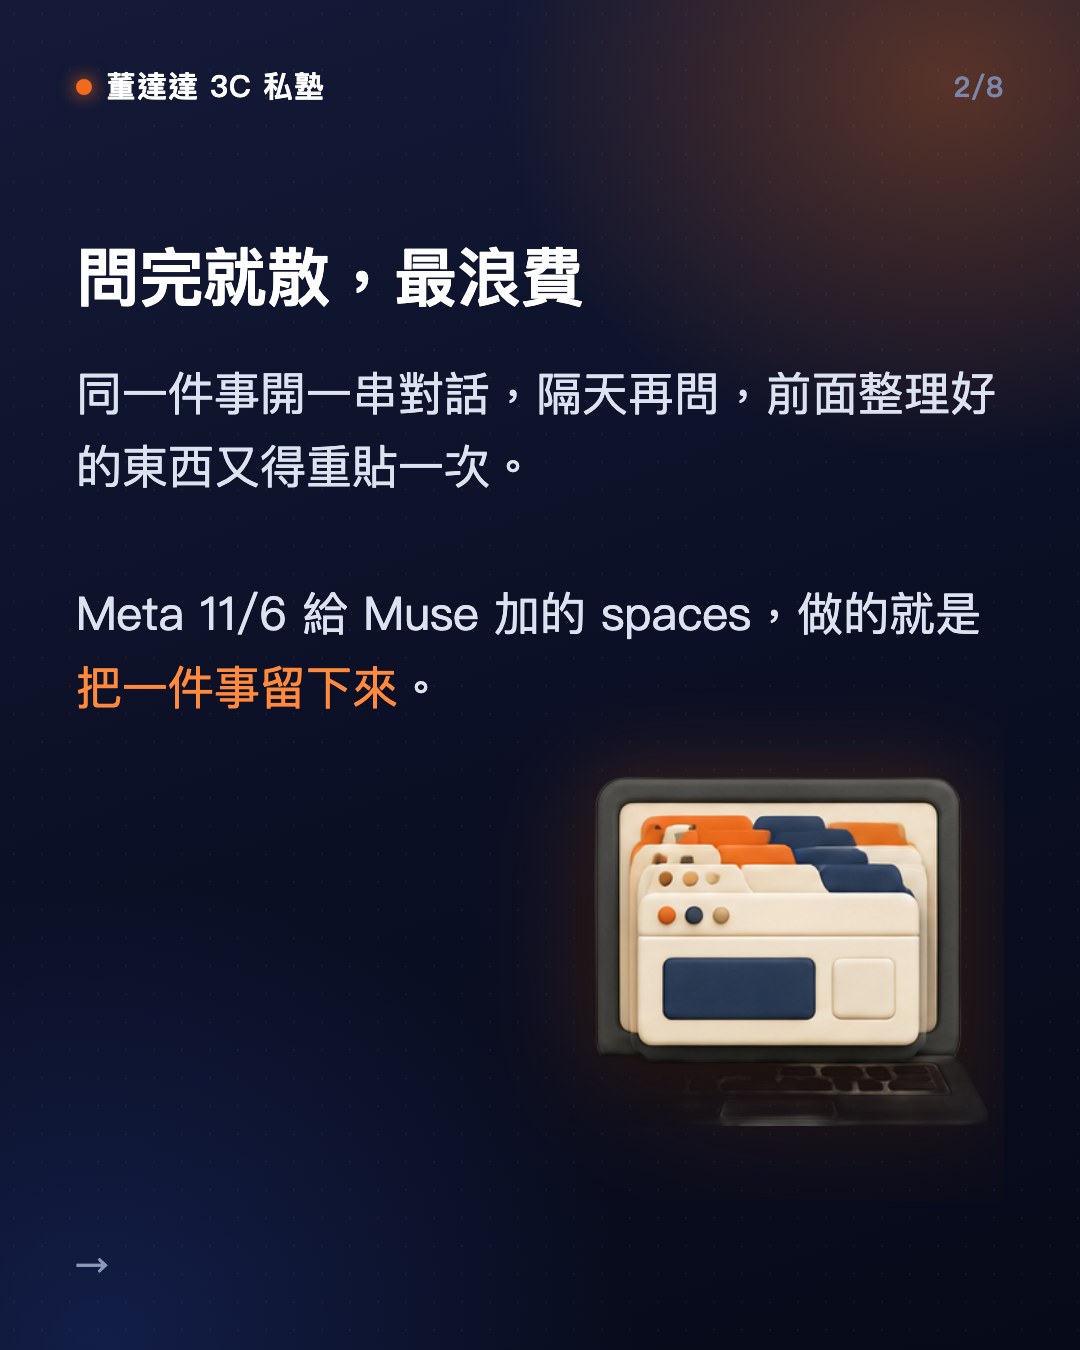 董達達 3C 私塾
2/8
問完就散，最浪費
同一件事開一串對話，隔天再問，前面整理好
的東西又得重貼一次。
Meta 11/6 給 Muse 加的 spaces，做的就是
把一件事留下來。
→